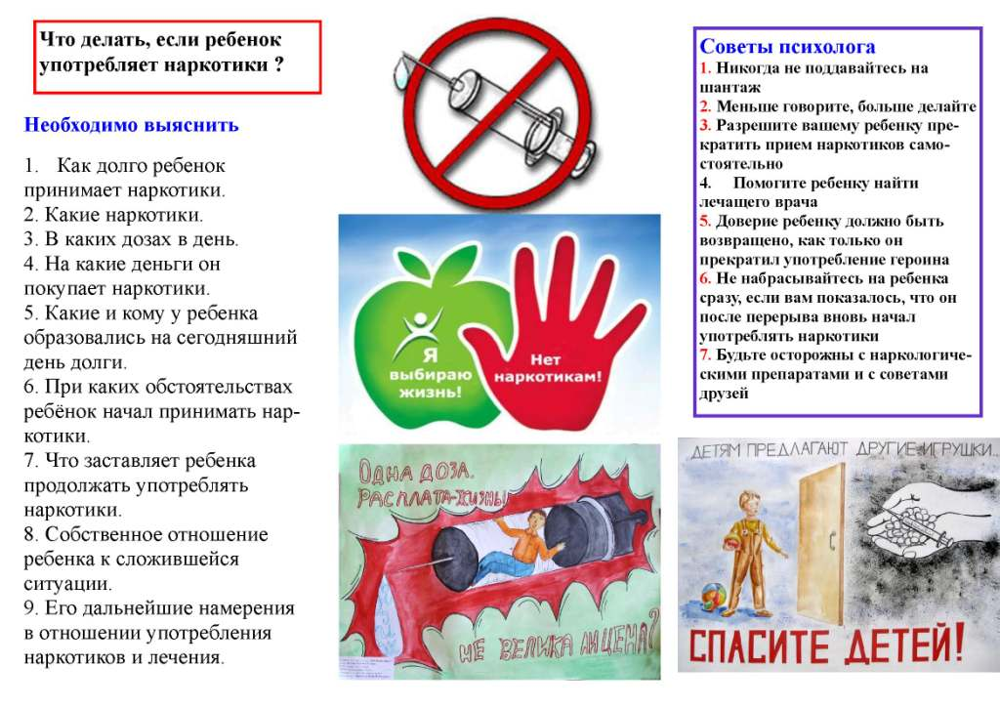 Что делать, если ребенок
употребляет наркотики ?
Необходимо выяснить
1. Как долго ребенок
принимает наркотики.
2. Какие наркотики.
3. В каких дозах в день.
4. На какие деньги он
покупает наркотики.
5. Какие и кому у ребенка
образовались на сегодняшний
день долги.
6. При каких обстоятельствах
ребёнок начал принимать нар-
котики.
7. Что заставляет ребенка
продолжать употреблять
наркотики.
8. Собственное отношение
ребенка к сложившейся
ситуации.
9. Его дальнейшие намерения
в отношении употребления
наркотиков и лечения.
Я
выбираю
жизнь!
Нет
наркотикам!
ОДНА ДОЗА.
РАСПЛАТА-ЖИЗНЬ!
НЕ ВЕЛИКА ЛИ ЦЕНА?
Советы психолога
1. Никогда не поддавайтесь на
шантаж
2. Меньше говорите, больше делайте
3. Разрешите вашему ребенку пре-
кратить прием наркотиков само-
стоятельно
4. Помогите ребенку найти
лечащего врача
5. Доверие ребенку должно быть
возвращено, как только он
прекратил употребление героина
6. Не набрасывайтесь на ребенка
сразу, если вам показалось, что он
после перерыва вновь начал
употреблять наркотики
7. Будьте осторожны с наркологиче-
скими препаратами и с советами
друзей
ДЕТЯМ ПРЕДЛАГАЮТ ДРУГИЕ ИГРУШКИ...
СПАСИТЕ ДЕТЕЙ!